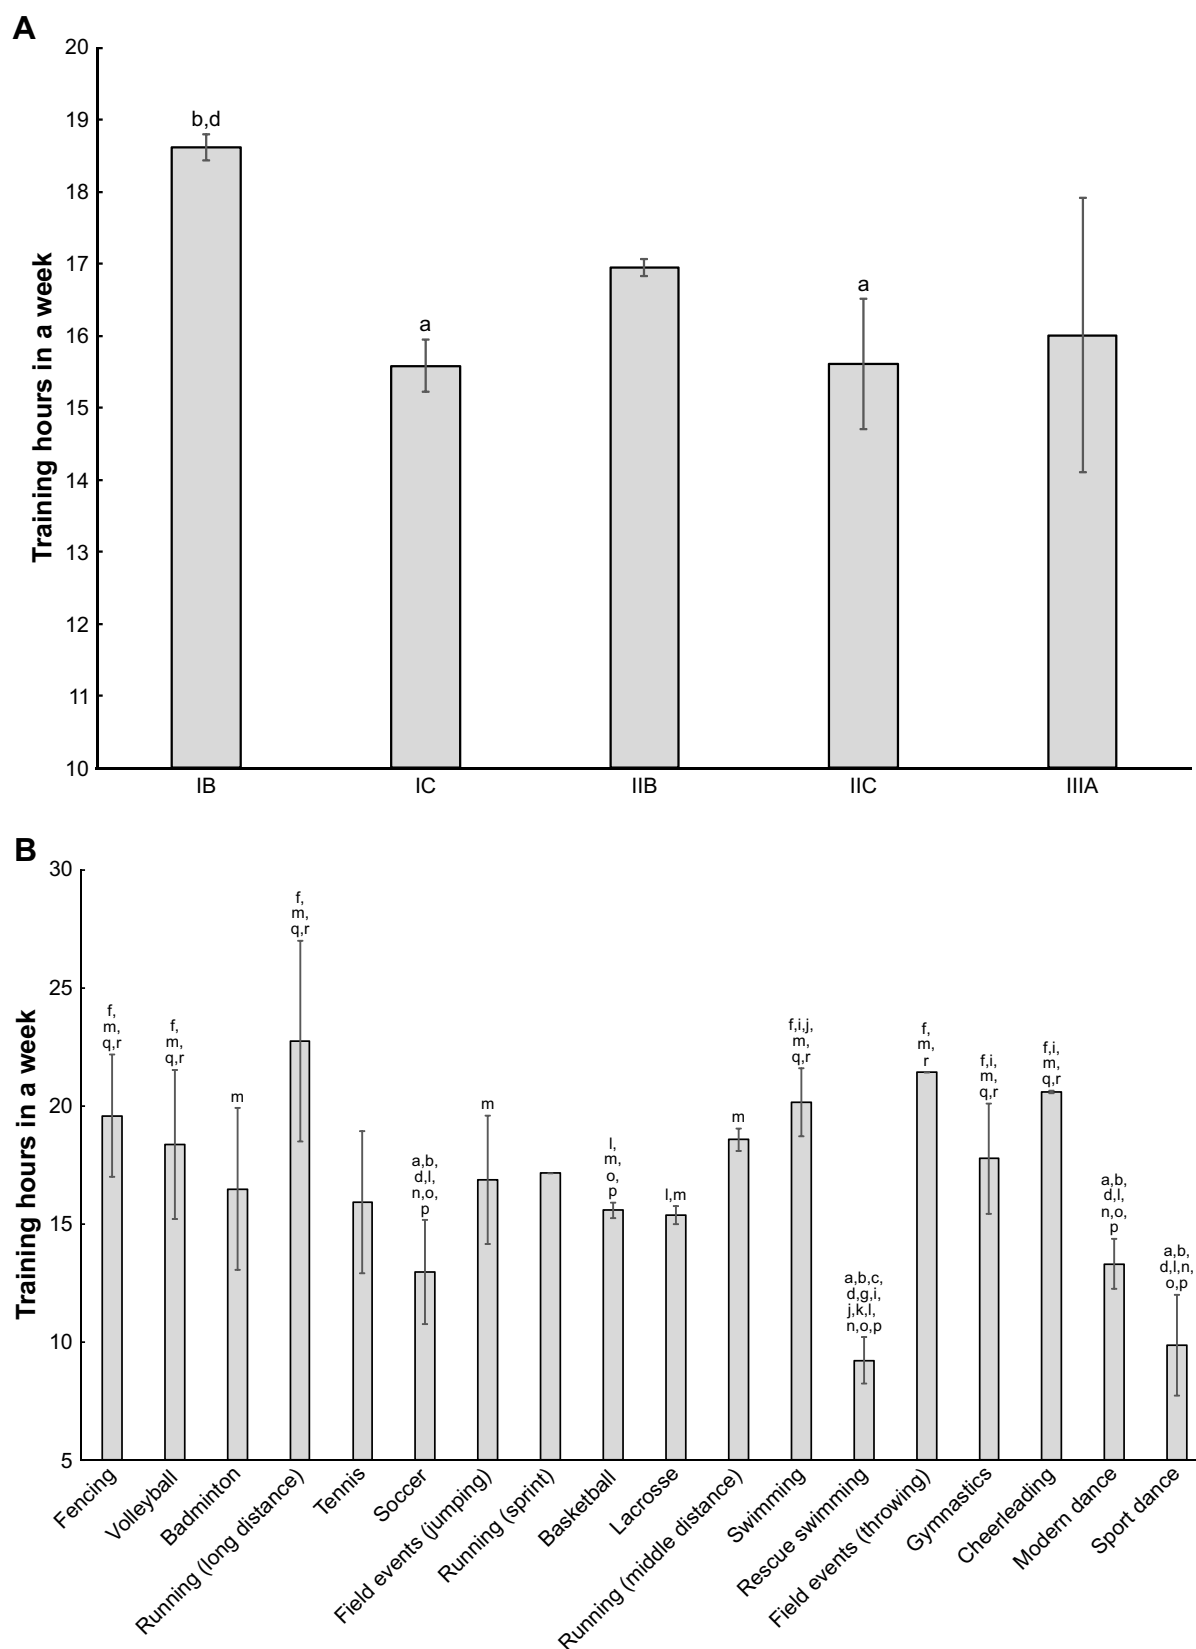 A
Training hours in a week
20
19
18
17
16
15
14
13
12
11
10
b,d
a
a
IB
IC
IIB
IIC
IIIA
B
Training hours in a week
30
25
20
15
10
5
f,
m,
q,r
f,
m,
q,r
m
f,
m,
q,r
a,b,
d,l,
n,o,
p
m
l,
m,
o,
p
l,m
m
f,i,j,
m,
q,r
a,b,c,
d,g,i,
j,k,l,
n,o,p
f,
m,
r
f,i,
m,
q,r
f,i,
m,
q,r
a,b,
d,l,
n,o,
p
a,b,
d,l,n,
o,p
Fencing
Volleyball
Badminton
Running (long distance)
Tennis
Soccer
Field events (jumping)
Running (sprint)
Basketball
Lacrosse
Running (middle distance)
Swimming
Rescue swimming
Field events (throwing)
Gymnastics
Cheerleading
Modern dance
Sport dance